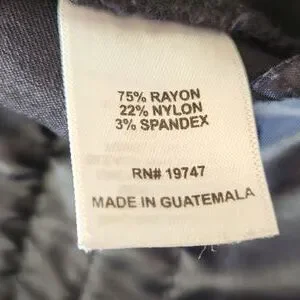 75% RAYON
22% NYLON
3% SPANDEX
RN# 19747
MADE IN GUATEMALA